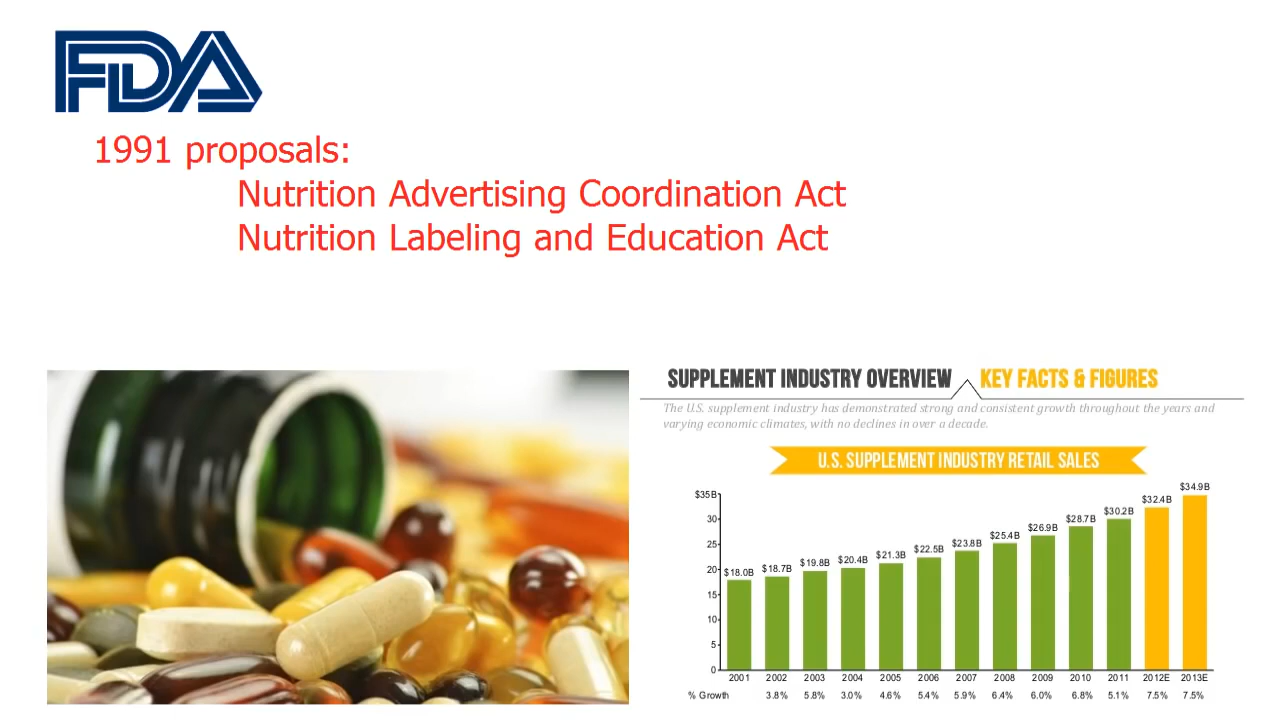 FDA
1991 proposals:
Nutrition Advertising Coordination Act
Nutrition Labeling and Education Act
SUPPLEMENT INDUSTRY OVERVIEW KEY FACTS & FIGURES
The U.S. supplement industry has demonstrated strong and consistent growth throughout the years and
varying economic climates, with no declines in over a decade.
U.S. SUPPLEMENT INDUSTRY RETAIL SALES
$35B
30
25
20
15
10
5
0
$18.0B $18.7B $19.8B $20.4B $21.3B $22.5B $23.8B $25.4B $26.9B $28.7B $30.2B $32.4B $34.9B
2001 2002 2003 2004 2005 2006 2007 2008 2009 2010 2011 2012E 2013E
% Growth 3.8% 5.8% 3.0% 4.6% 5.4% 5.9% 6.4% 6.0% 6.8% 5.1% 7.5% 7.5%